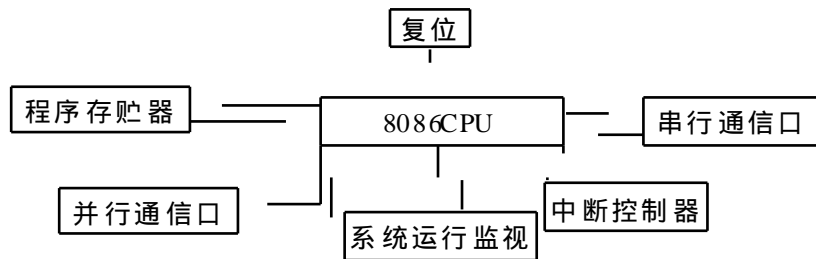 复位
程序存贮器
8086CPU
串行通信口
并行通信口
中断控制器
系统运行监视